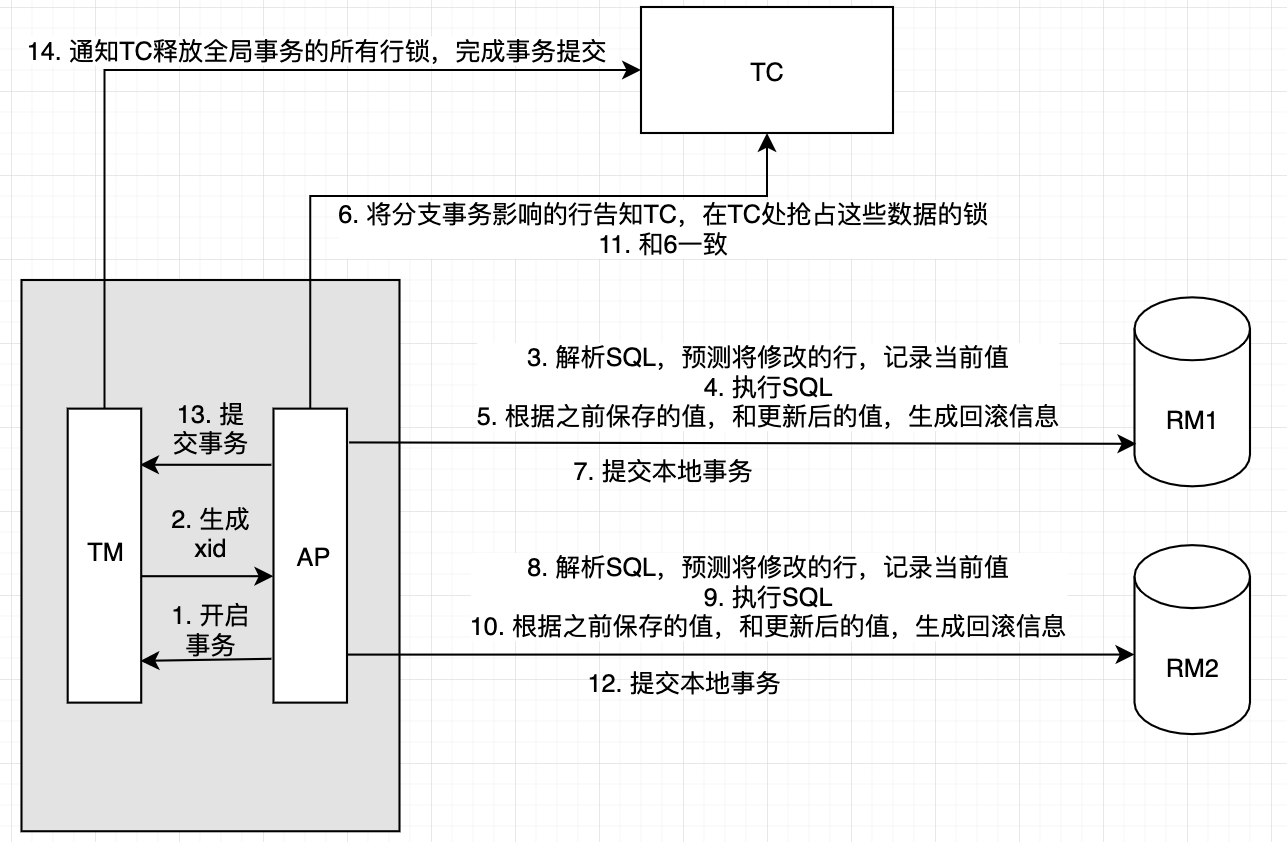 14. 通知TC释放全局事务的所有行锁，完成事务提交
TC
6. 将分支事务影响的行告知TC，在TC处抢占这些数据的锁
11. 和6一致
3. 解析SQL，预测将修改的行，记录当前值
4. 执行SQL
5. 根据之前保存的值，和更新后的值，生成回滚信息
RM1
7. 提交本地事务
13. 提
交事务
2. 生成
xid
TM
AP
1. 开启
事务
8. 解析SQL，预测将修改的行，记录当前值
9. 执行SQL
10. 根据之前保存的值，和更新后的值，生成回滚信息
RM2
12. 提交本地事务